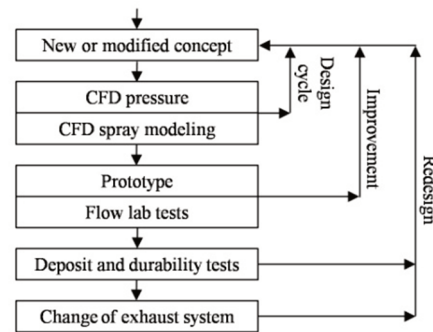 New or modified concept
CFD pressure
CFD spray modeling
Design
cycle
Improvement
Redesign
Prototype
Flow lab tests
Deposit and durability tests
Change of exhaust system